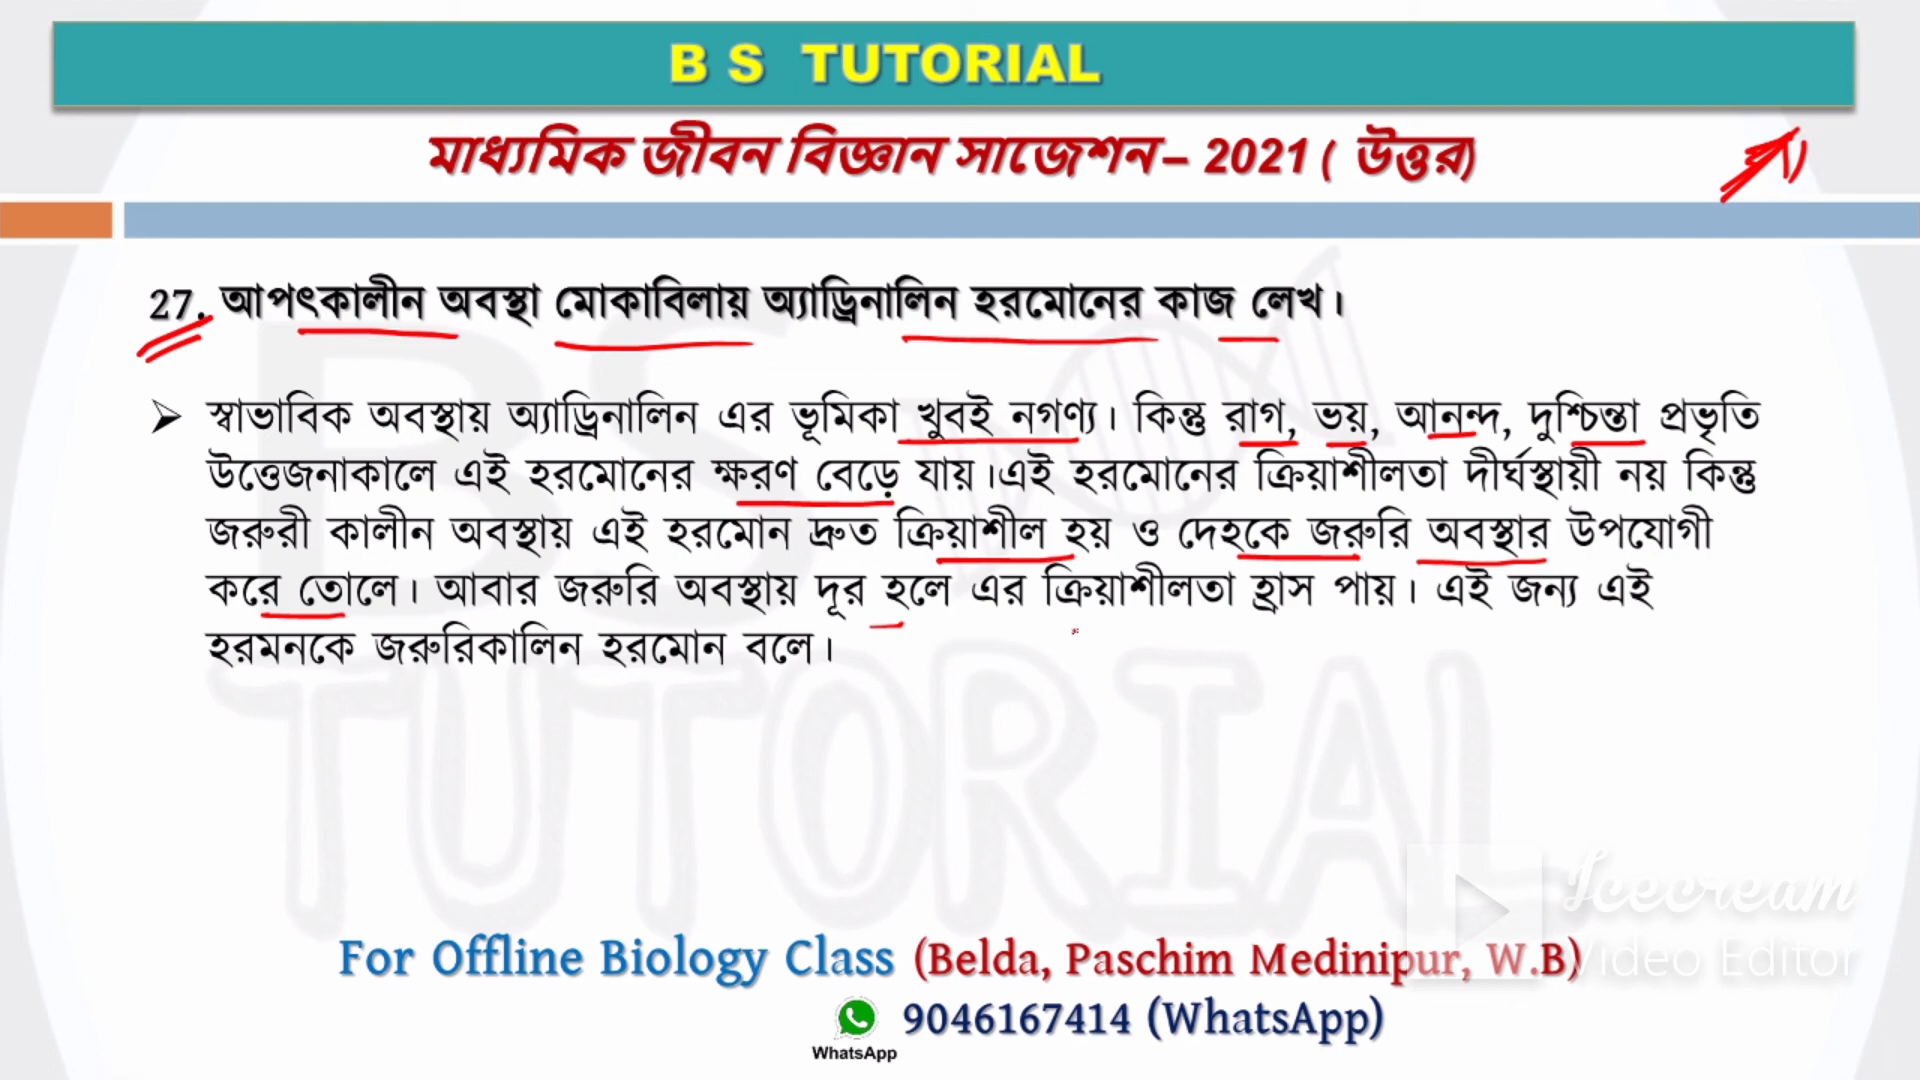 B S TUTORIAL
মাধ্যমিক জীবন বিজ্ঞান সাজেশন – 2021 ( উত্তর)
27. আপৎকালীন অবস্থা মোকাবিলায় অ্যাড্রিনালিন হরমোনের কাজ লেখ।
➢ স্বাভাবিক অবস্থায় অ্যাড্রিনালিন এর ভূমিকা খুবই নগণ্য। কিন্তু রাগ, ভয়, আনন্দ, দুশ্চিন্তা প্রভৃতি
উত্তেজনাকালে এই হরমোনের ক্ষরণ বেড়ে যায়।এই হরমোনের ক্রিয়াশীলতা দীর্ঘস্থায়ী নয় কিন্তু
জরুরী কালীন অবস্থায় এই হরমোন দ্রুত ক্রিয়াশীল হয় ও দেহকে জরুরি অবস্থার উপযোগী
করে তোলে। আবার জরুরি অবস্থায় দূর হলে এর ক্রিয়াশীলতা হ্রাস পায়। এই জন্য এই
হরমনকে জরুরিকালিন হরমোন বলে।
BS
TUTORIAL
Icecream
Video Editor
For Offline Biology Class (Belda, Paschim Medinipur, W.B)
9046167414 (WhatsApp)
WhatsApp